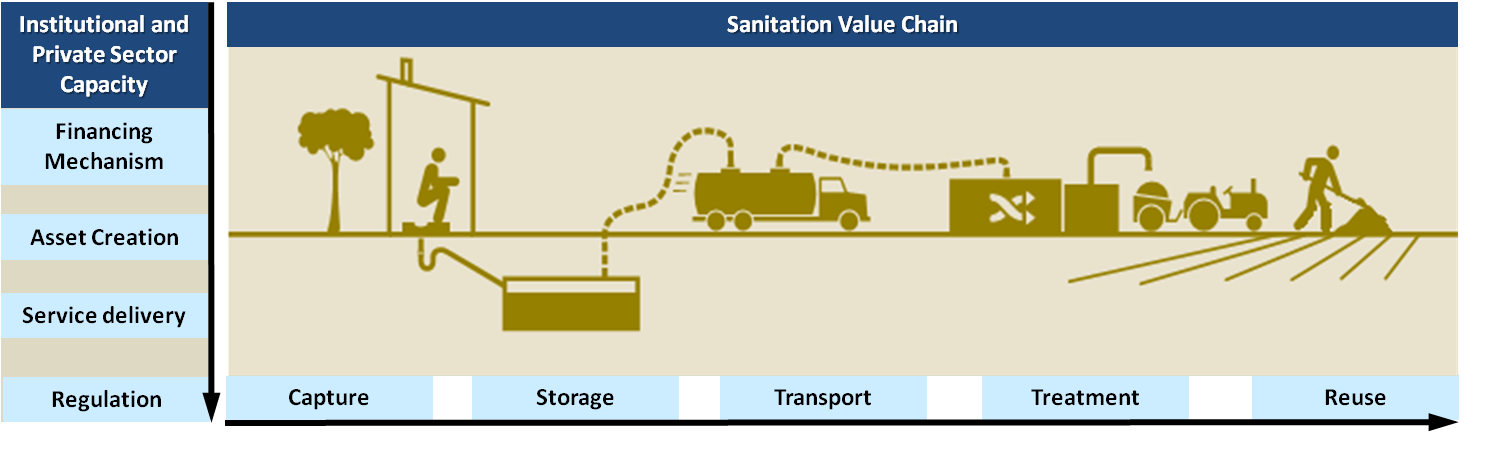 Institutional and
Private Sector
Capacity
Sanitation Value Chain
Financing
Mechanism
Asset Creation
Service delivery
Regulation
Capture
Storage
Transport
Treatment
Reuse